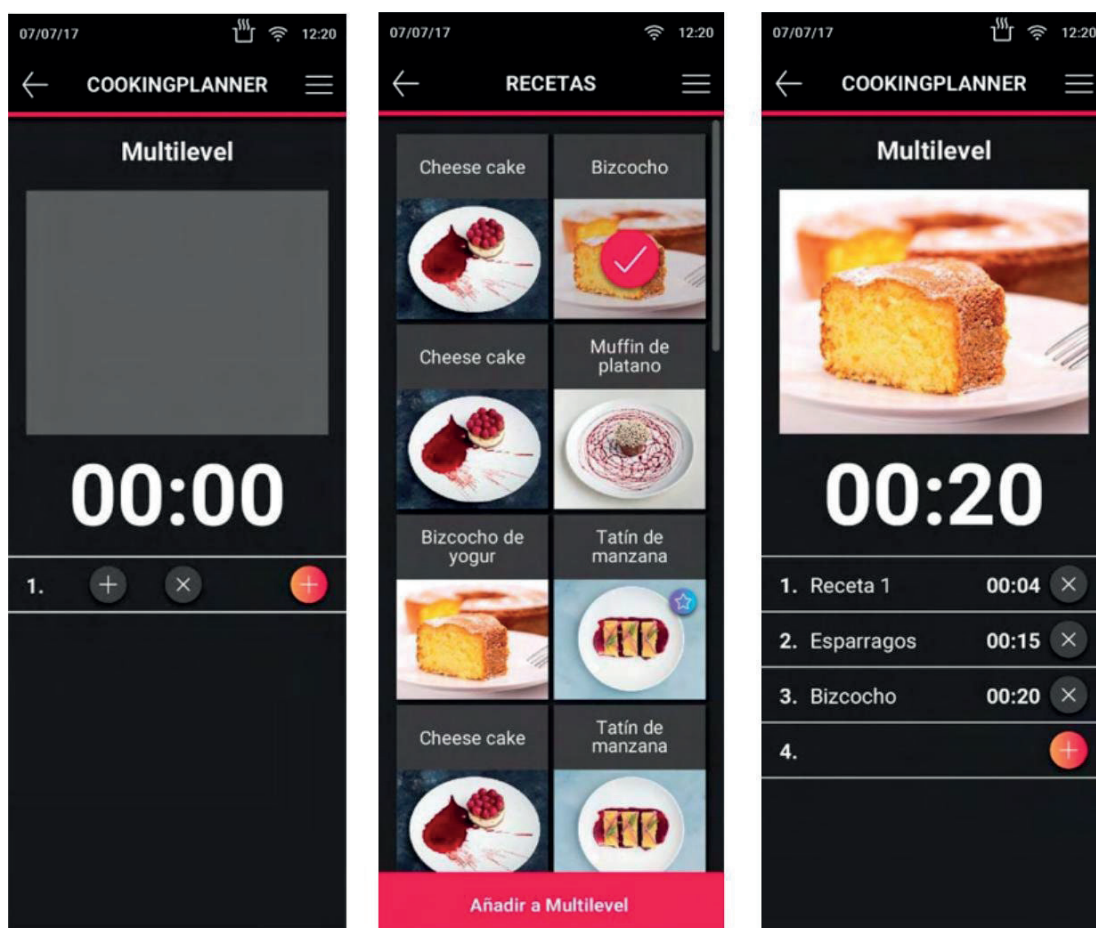 07/07/17 12:20
COOKINGPLANNER
Multilevel
00:00
1.
07/07/17 12:20
RECETAS
Cheese cake
Bizcocho
Cheese cake
Muffin de
platano
Bizcocho de
yogur
Tatín de
manzana
Cheese cake
Tatín de
manzana
Añadir a Multilevel
07/07/17 12:20
COOKINGPLANNER
Multilevel
00:20
1. Receta 1 00:04
2. Esparragos 00:15
3. Bizcocho 00:20
4.